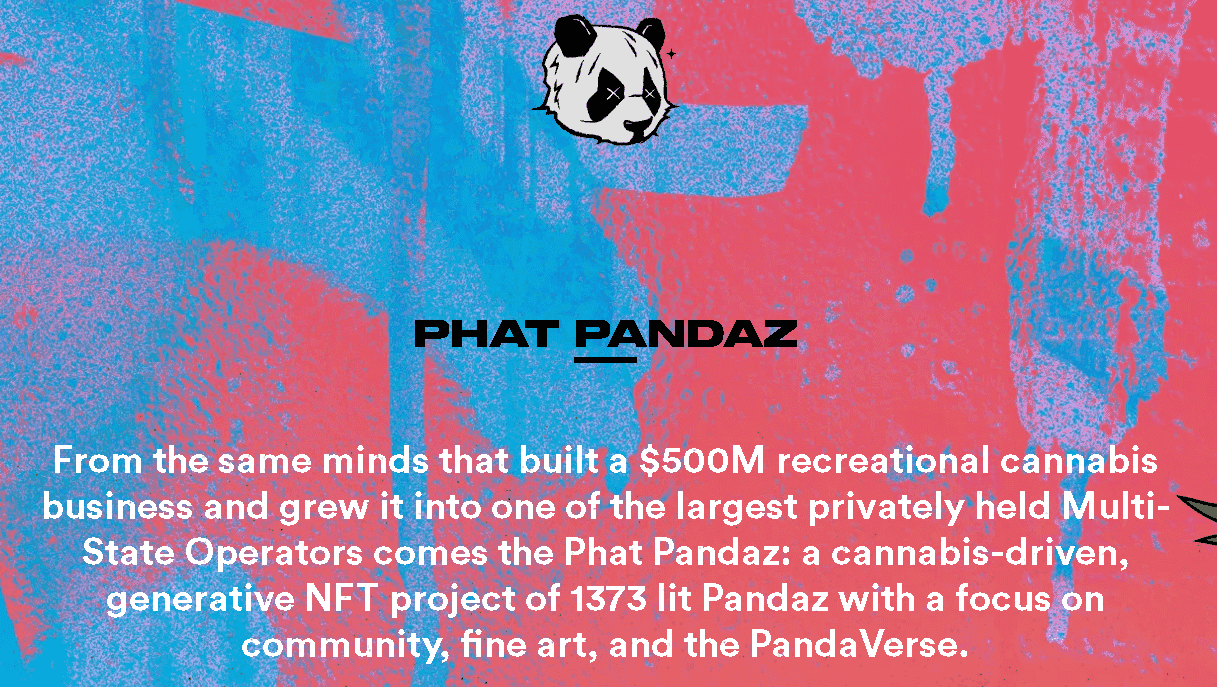 PHAT PANDAZ
From the same minds that built a $500M recreational cannabis
business and grew it into one of the largest privately held Multi-
State Operators comes the Phat Pandaz: a cannabis-driven,
generative NFT project of 1373 lit Pandaz with a focus on
community, fine art, and the PandaVerse.